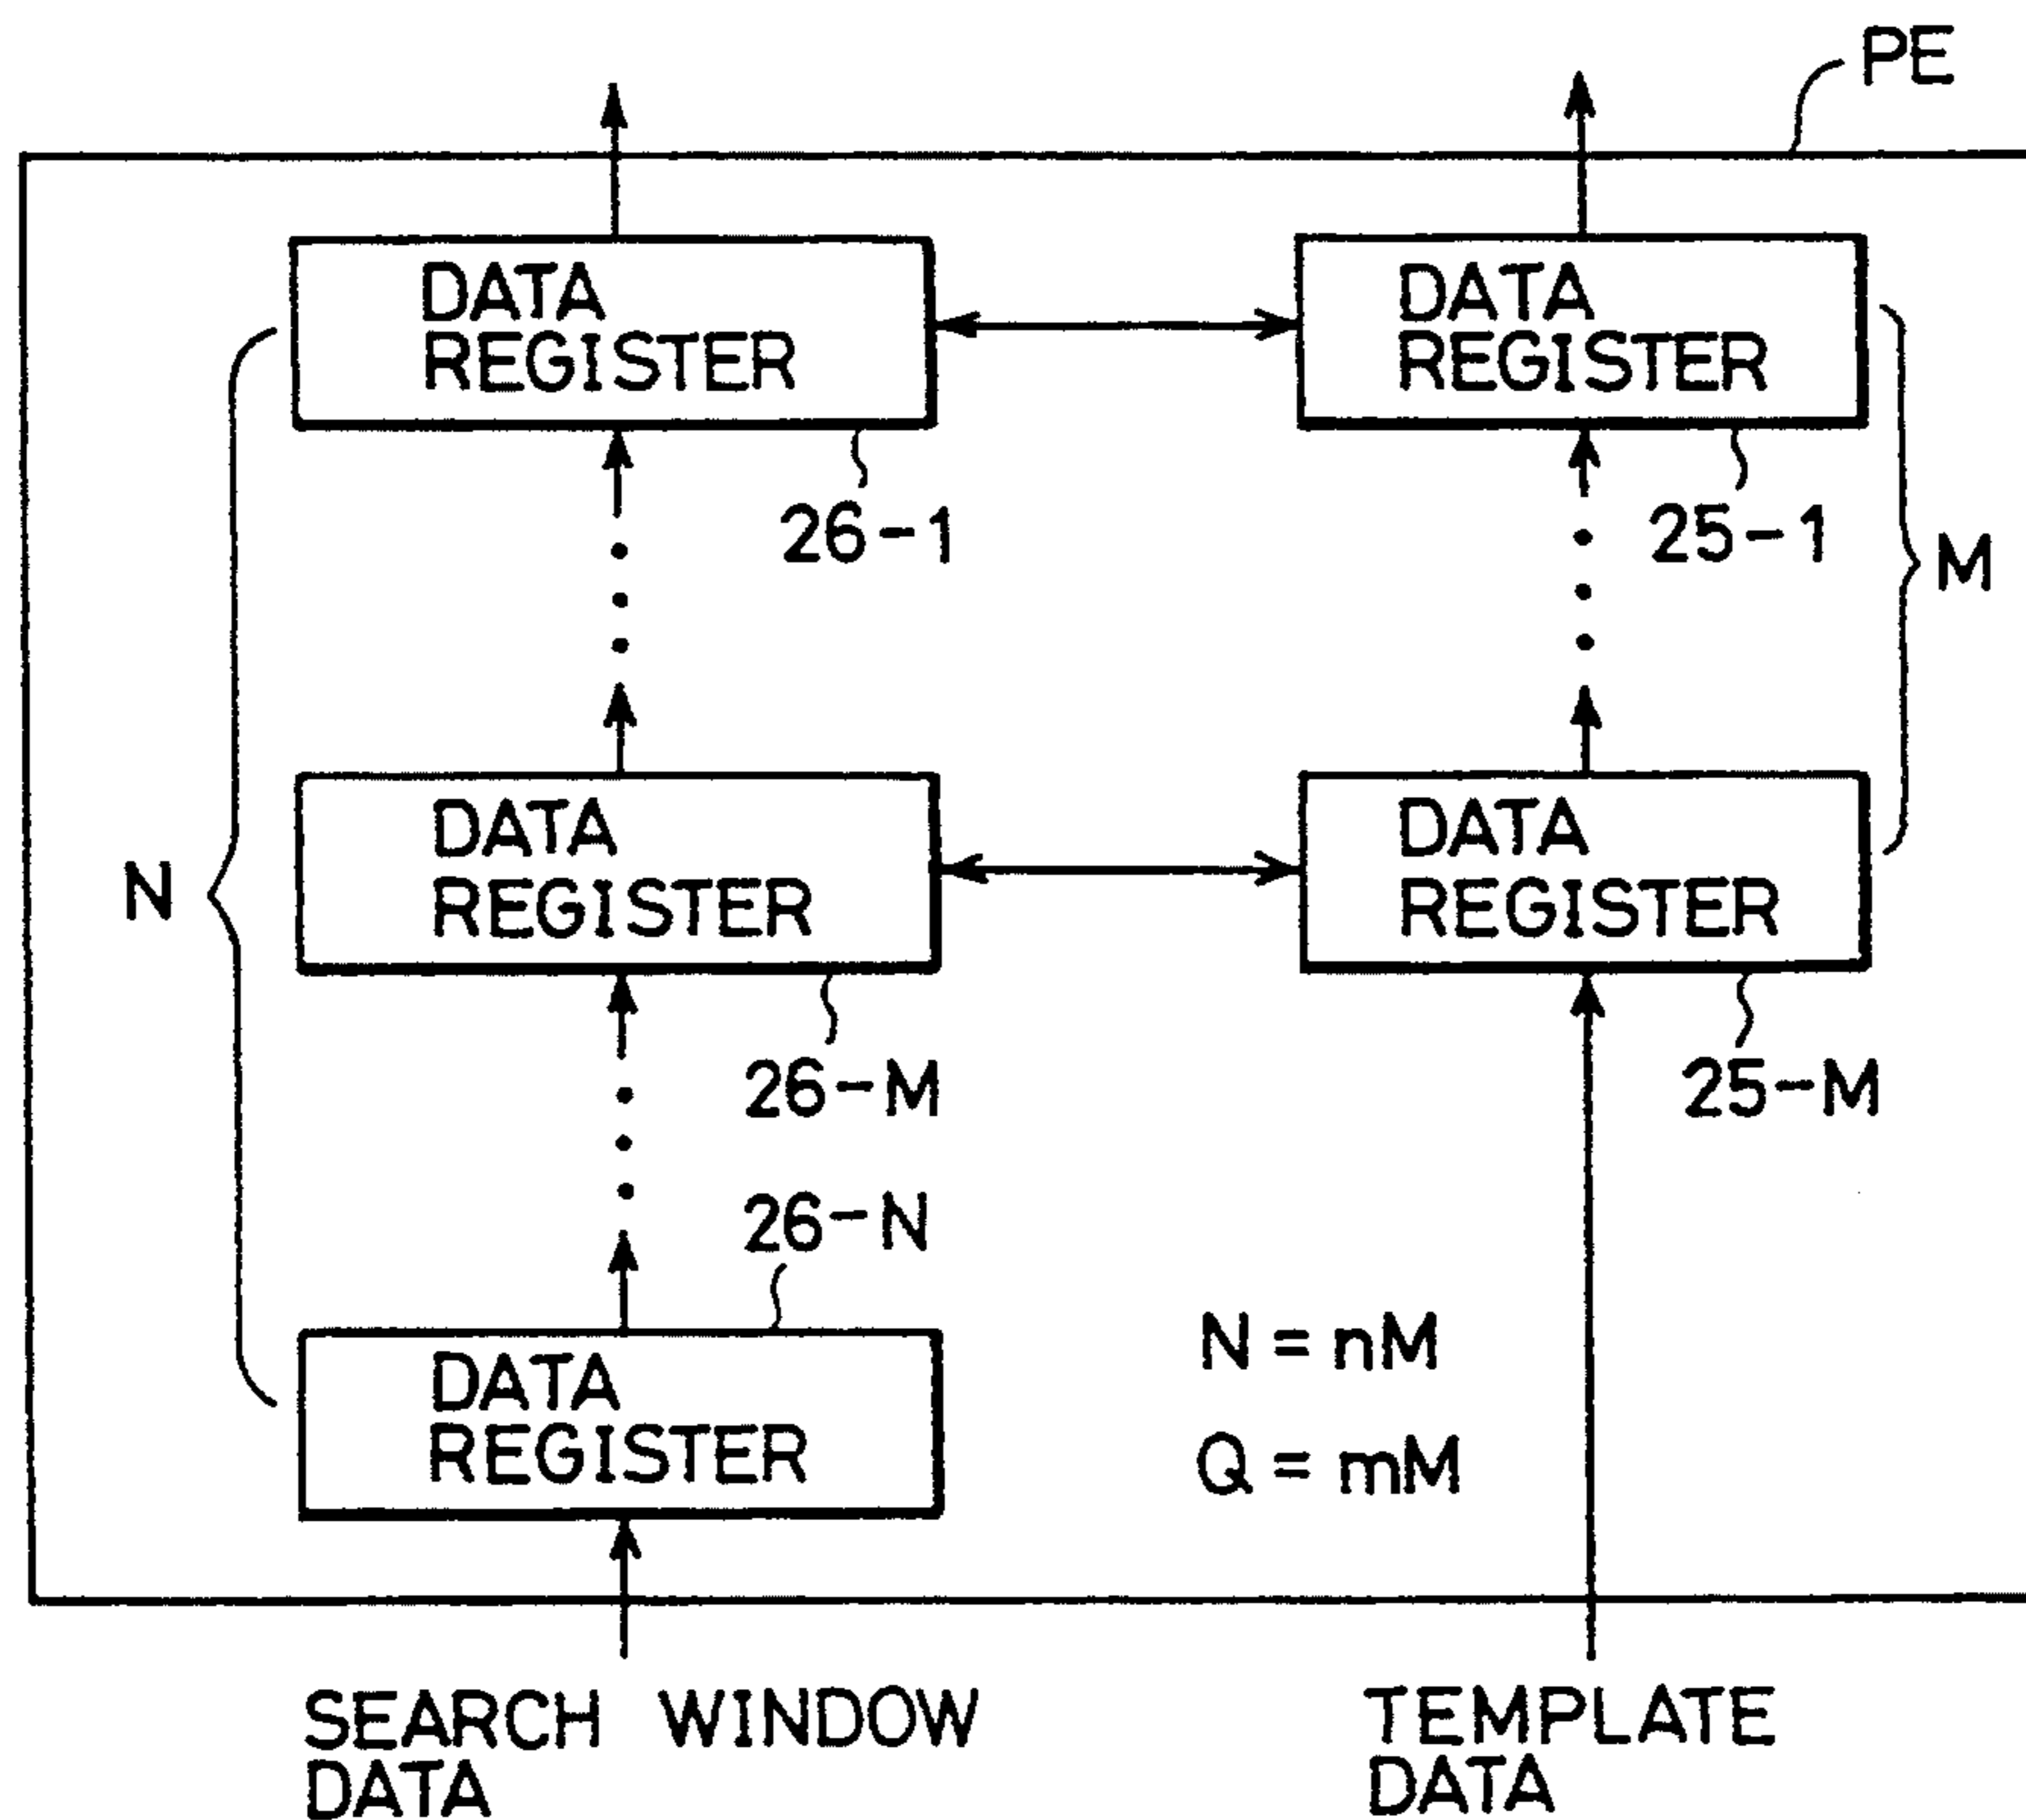 PE
DATA
REGISTER
DATA
REGISTER
26-1
25-1
M
DATA
REGISTER
DATA
REGISTER
N
26-M
25-M
26-N
DATA
REGISTER
N = nM
Q = mM
SEARCH WINDOW
DATA
TEMPLATE
DATA